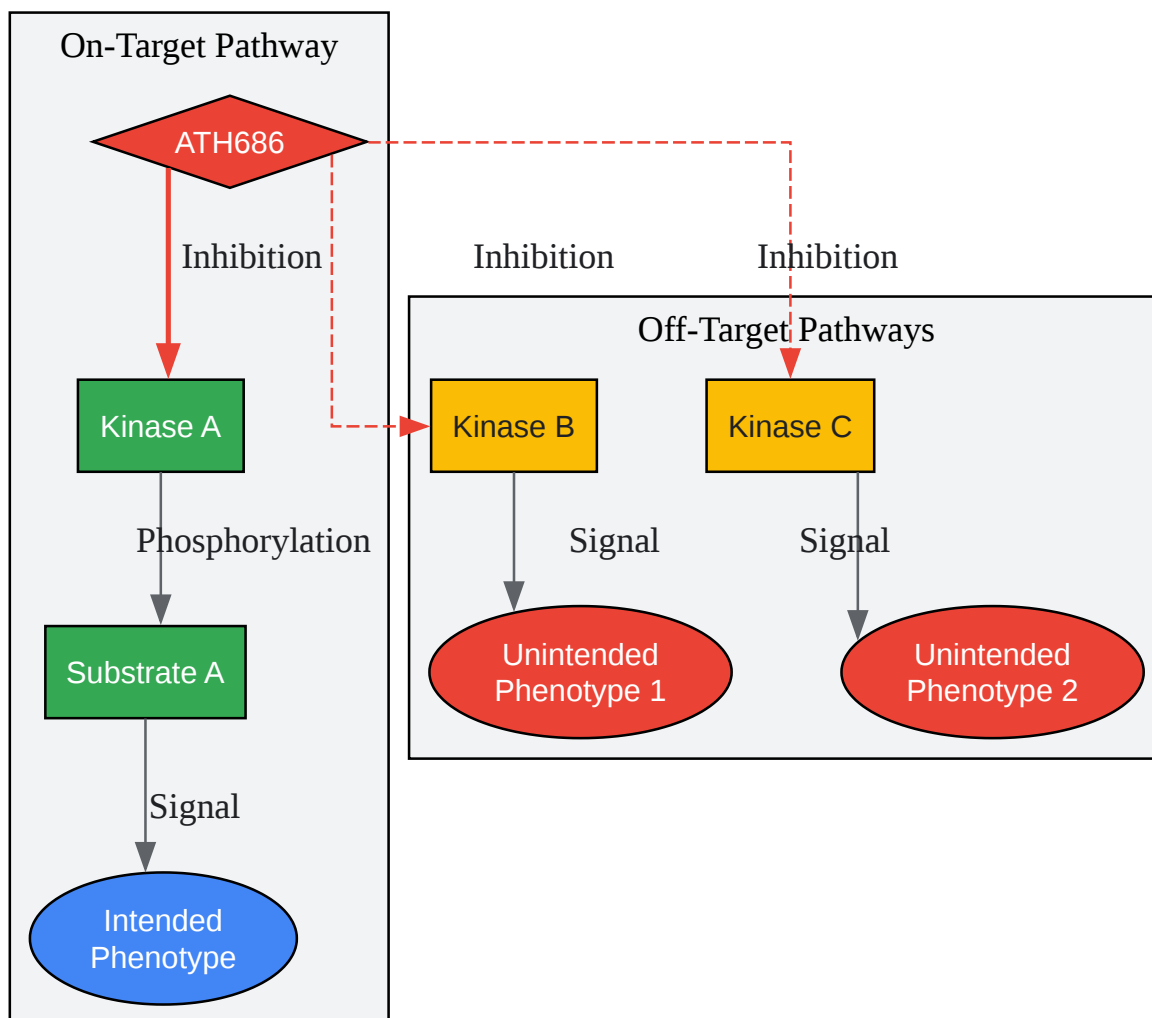 On-Target Pathway
ATH686
Inhibition
Inhibition
Inhibition
Off-Target Pathways
Kinase A
Kinase B
Kinase C
Phosphorylation
Signal
Signal
Substrate A
Unintended
Phenotype 1
Unintended
Phenotype 2
Signal
Intended
Phenotype